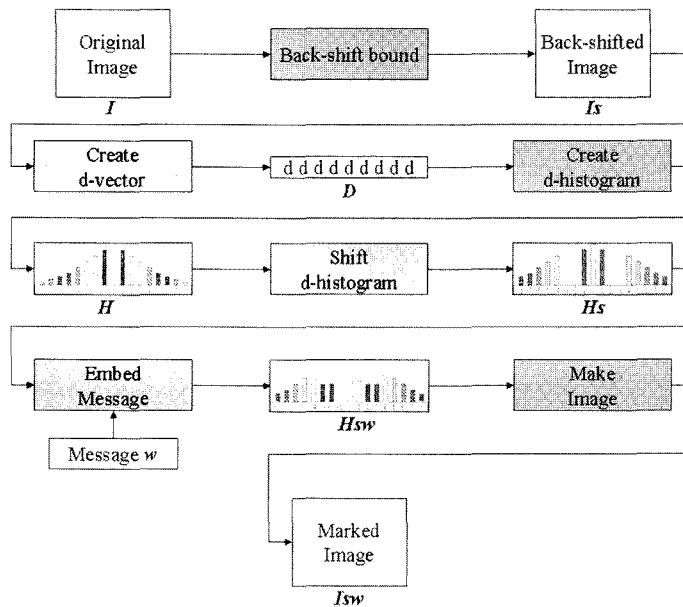 Original
Image
I
Back-shift bound
Back-shifted
Image
Is
Create
d-vector
d d d d d d d d d
D
Create
d-histogram
H
Shift
d-histogram
Hs
Embed
Message
Message w
Hsw
Make
Image
Marked
Image
Isw